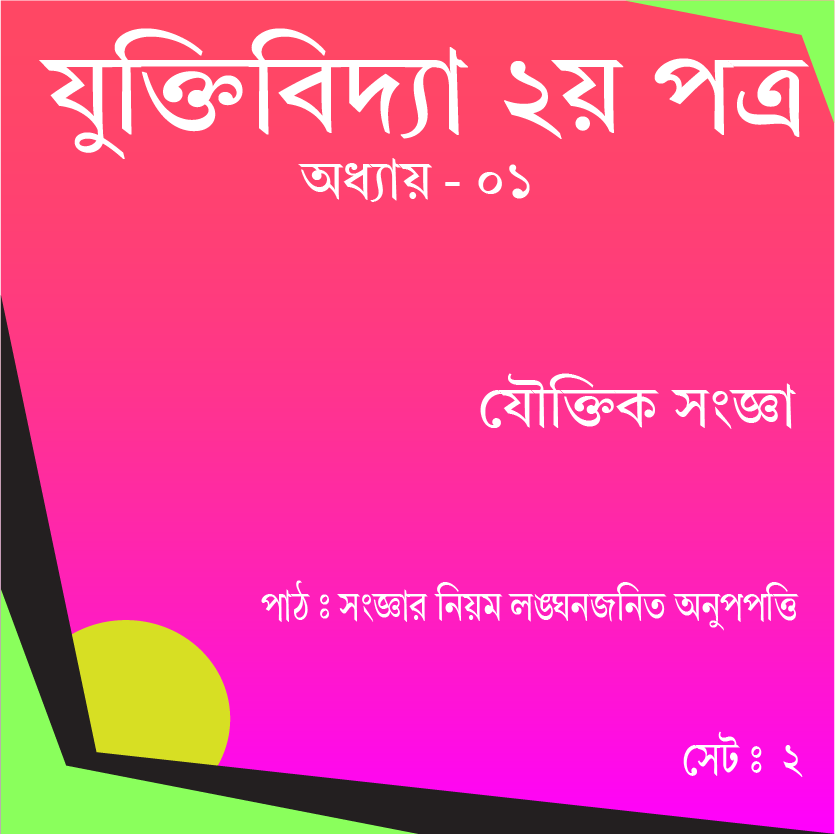 যুক্তিবিদ্যা ২য় পত্র
অধ্যায় - ০১
যৌক্তিক সংজ্ঞা
পাঠ ঃ সংজ্ঞার নিয়ম লঙ্ঘনজনিত অনুপপত্তি
সেট ঃ ২